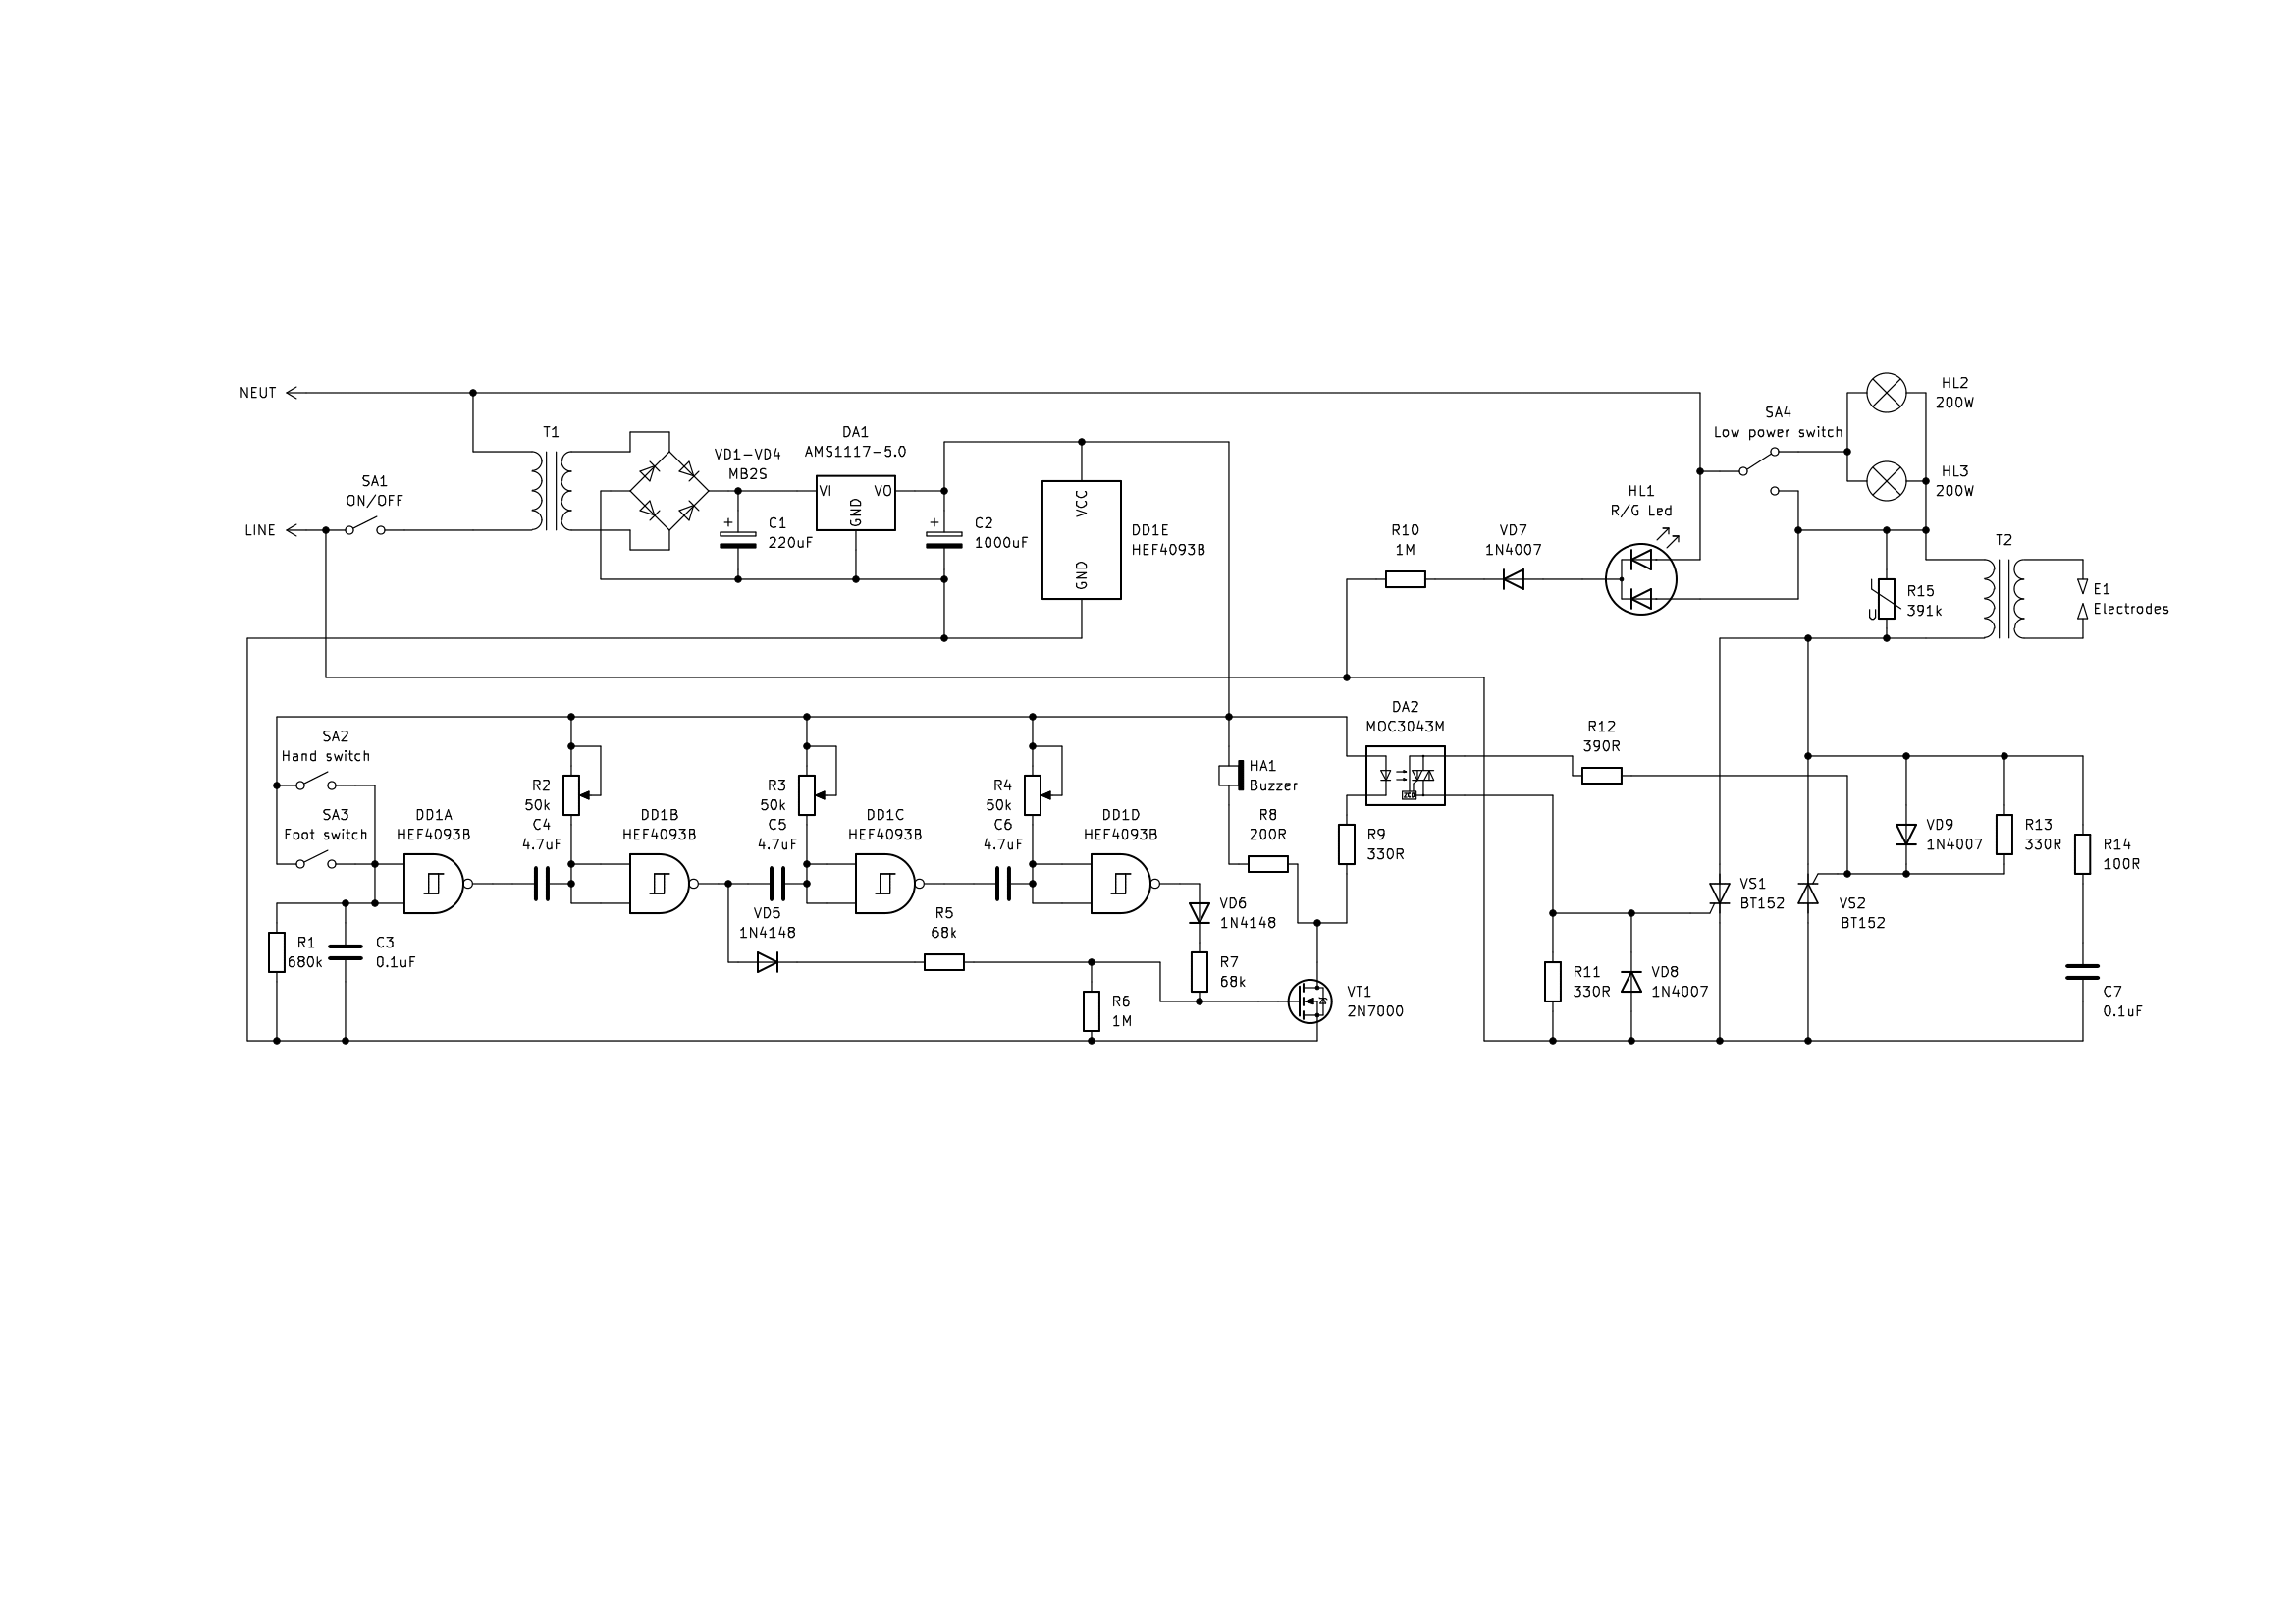 NEUT
LINE
SA1
ON/OFF
T1
VD1-VD4
MB2S
DA1
AMS1117-5.0
VI
VO
GND
+
C1
220uF
+
C2
1000uF
VCC
GND
DD1E
HEF4093B
R10
1M
VD7
1N4007
HL1
R/G Led
SA4
Low power switch
HL2
200W
HL3
200W
U
R15
391k
T2
E1
Electrodes
SA2
Hand switch
SA3
Foot switch
DD1A
HEF4093B
R1
680k
C3
0.1uF
R2
50k
C4
4.7uF
DD1B
HEF4093B
VD5
1N4148
R3
50k
C5
4.7uF
DD1C
HEF4093B
R5
68k
R4
50k
C6
4.7uF
DD1D
HEF4093B
R6
1M
VD6
1N4148
R7
68k
HA1
Buzzer
R8
200R
R9
330R
VT1
2N7000
DA2
MOC3043M
R12
390R
R11
330R
VD8
1N4007
VS1
BT152
VS2
BT152
VD9
1N4007
R13
330R
R14
100R
C7
0.1uF